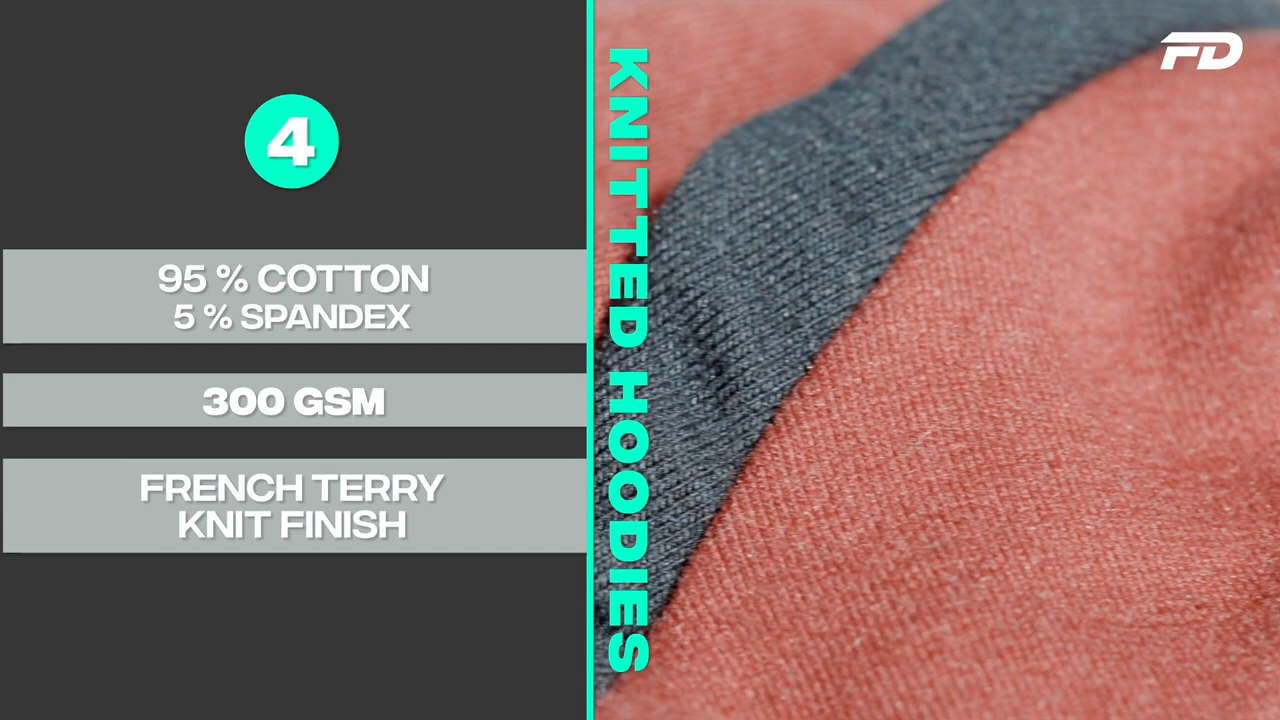 4
95 % COTTON
5 % SPANDEX
300 GSM
FRENCH TERRY
KNIT FINISH
KNITTED HOODIES
FD